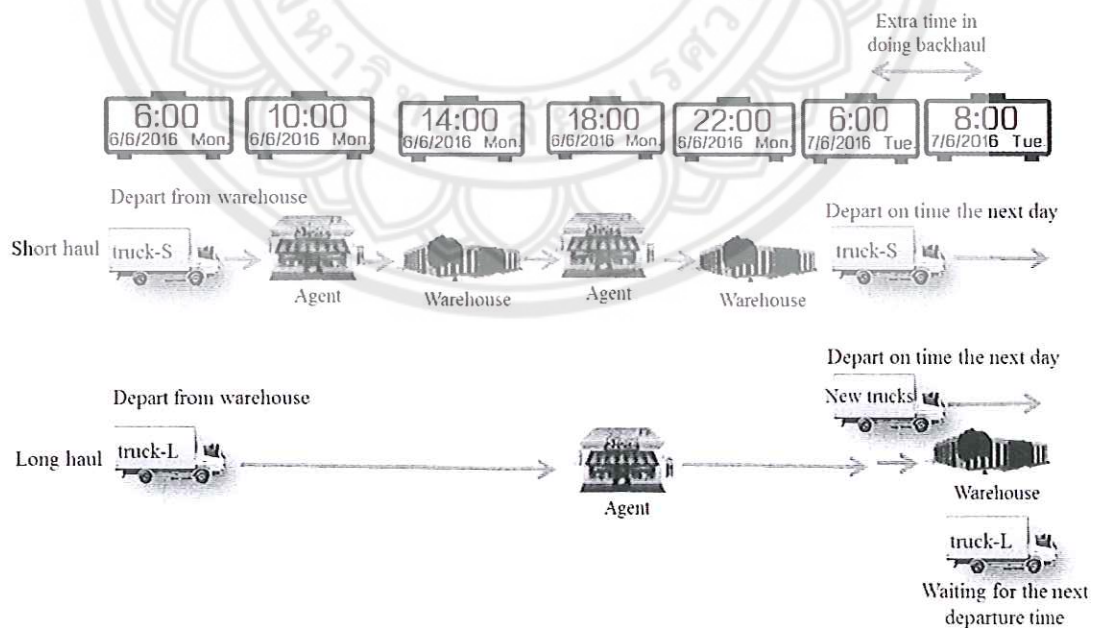 Extra time in
doing backhaul
6:00
6/6/2016 Mon.
10:00
6/6/2016 Mon.
14:00
6/6/2016 Mon.
18:00
6/6/2016 Mon.
22:00
6/6/2016 Mon.
6:00
7/6/2016 Tue.
8:00
7/6/2016 Tue.
Depart from warehouse
Depart on time the next day
Short haul
truck-S
Agent
Warehouse
Agent
Warehouse
truck-S
Depart on time the next day
Depart from warehouse
New trucks
Long haul
truck-L
Agent
Warehouse
truck-L
Waiting for the next
departure time